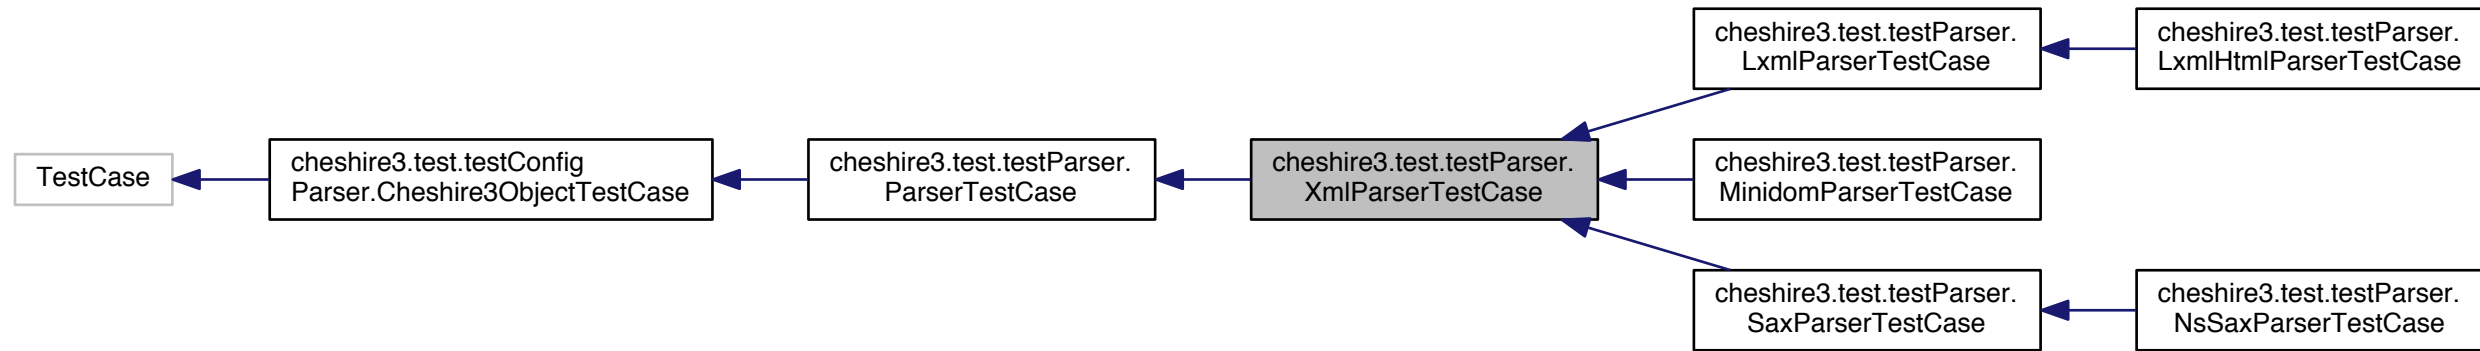 TestCase
cheshire3.test.testConfig
Parser.Cheshire3ObjectTestCase
cheshire3.test.testParser.
ParserTestCase
cheshire3.test.testParser.
XmlParserTestCase
cheshire3.test.testParser.
LxmlParserTestCase
cheshire3.test.testParser.
LxmlHtmlParserTestCase
cheshire3.test.testParser.
MinidomParserTestCase
cheshire3.test.testParser.
SaxParserTestCase
cheshire3.test.testParser.
NsSaxParserTestCase